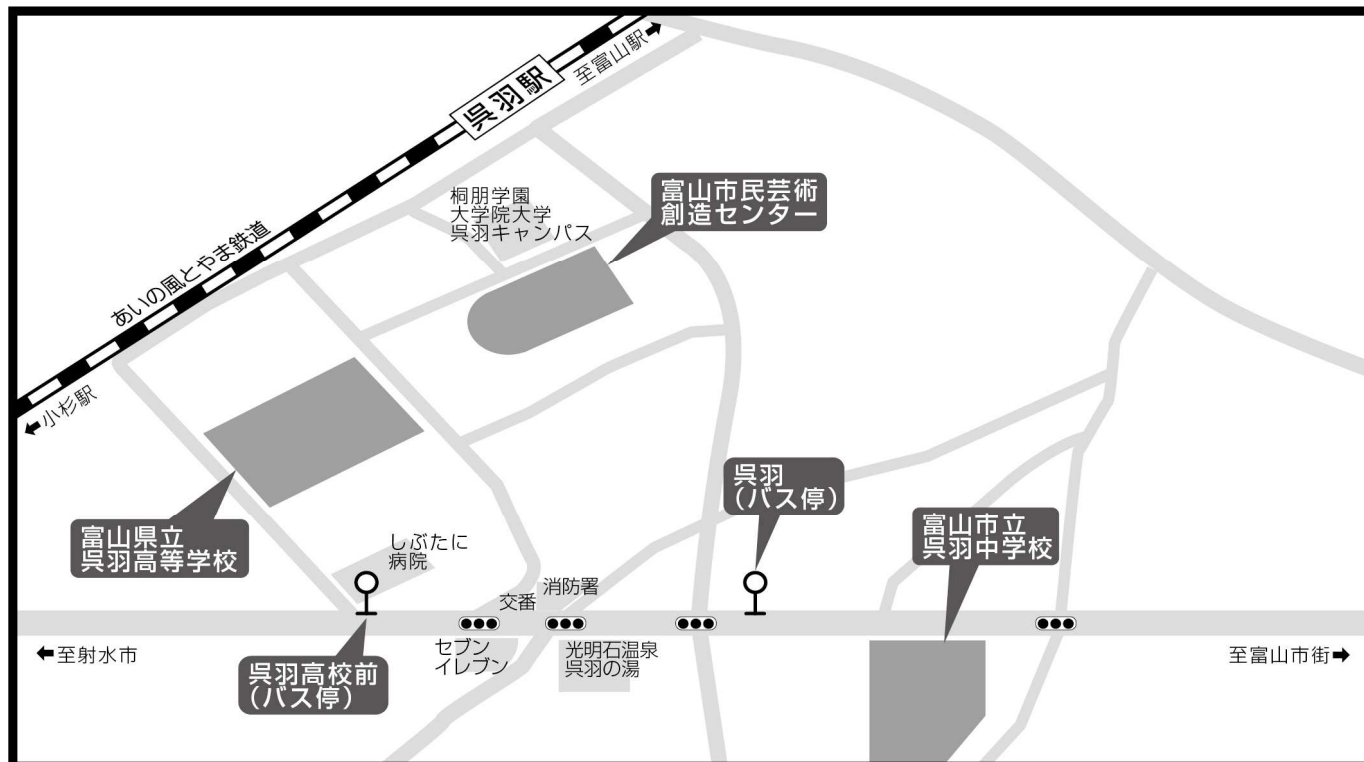 呉羽駅
至富山駅➡
あいの風とやま鉄道
⬅小杉駅
桐朋学園
大学院大学
呉羽キャンパス
富山市民芸術
創造センター
富山県立
呉羽高等学校
しぶたに
病院
呉羽
(バス停)
富山市立
呉羽中学校
交番
消防署
⬅至射水市
呉羽高校前
(バス停)
セブン
イレブン
光明石温泉
呉羽の湯
至富山市街➡